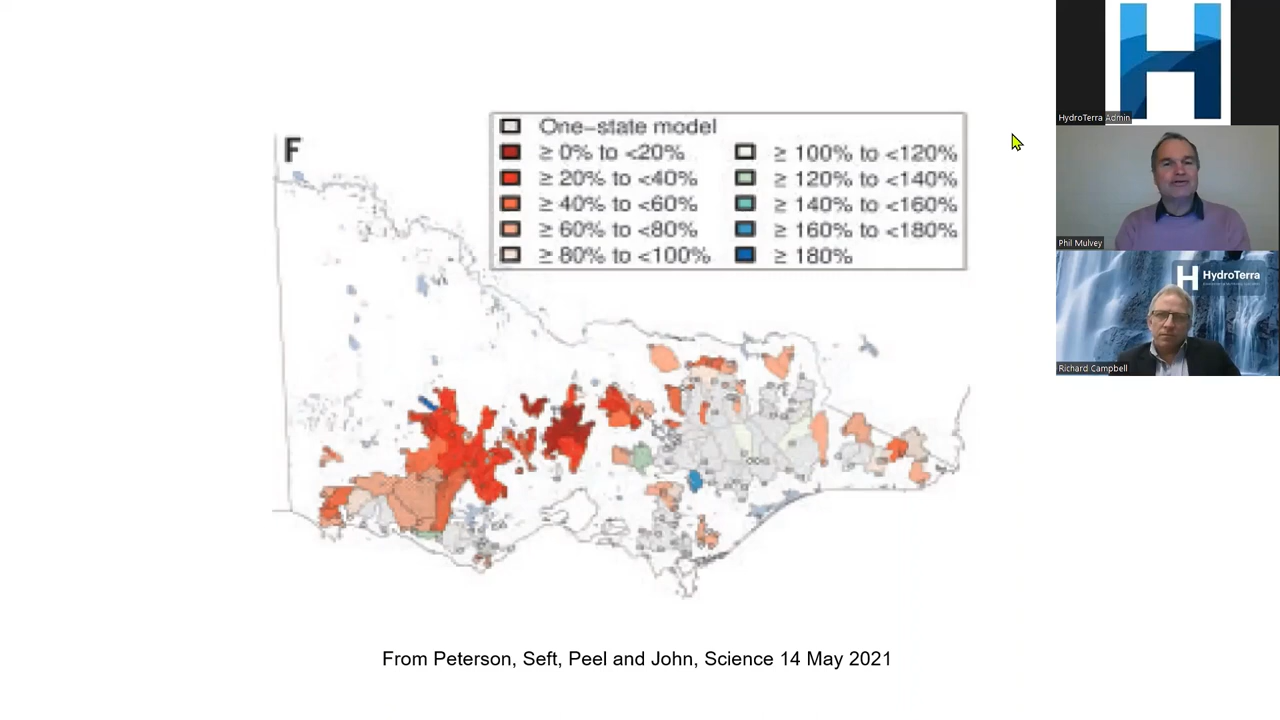 F
One-state model
≥ 0% to <20%
≥ 20% to <40%
≥ 40% to <60%
≥ 60% to <80%
≥ 80% to <100%
≥ 100% to <120%
≥ 120% to <140%
≥ 140% to <160%
≥ 160% to <180%
≥ 180%
From Peterson, Seft, Peel and John, Science 14 May 2021
H
HydroTerra Admin
Phil Mulvey
H HydroTerra
Richard Campbell